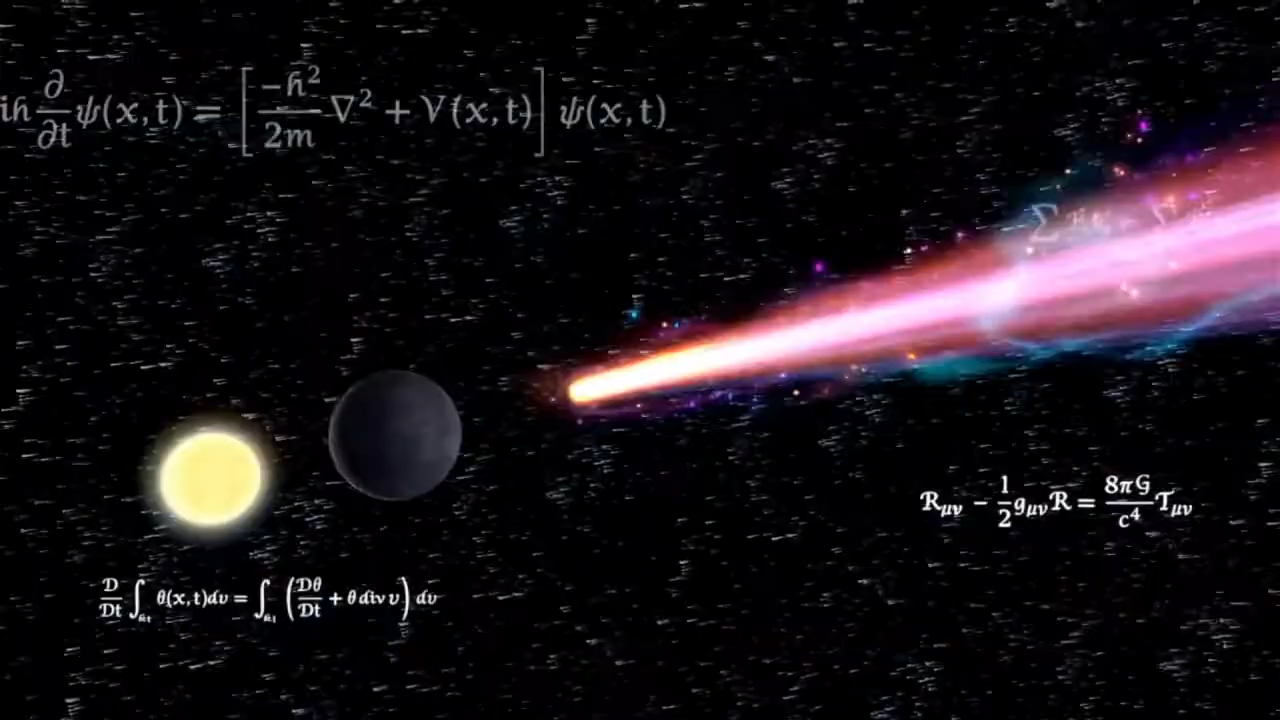 iħ ∂/∂t ψ(x,t) = [ -ħ²/2m ∇² + V(x,t) ] ψ(x,t)
R_μν - 1/2 g_μν R = 8πG/c⁴ T_μν
D/Dt ∫ θ(x,t)dv = ∫ ( Dθ/Dt + θ div v ) dv